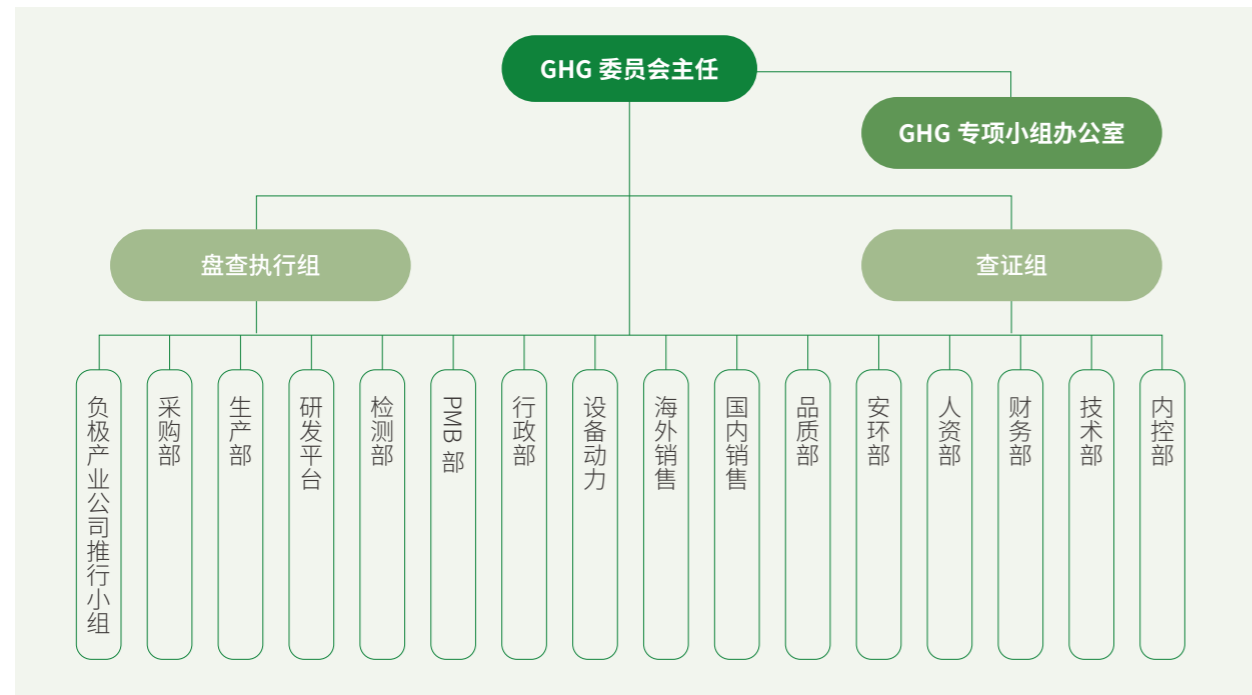 GHG 委员会主任
GHG 专项小组办公室
盘查执行组
查证组
负极产业公司推行小组
采购部
生产部
研发平台
检测部
PMB 部
行政部
设备动力
海外销售
国内销售
品质部
安环部
人资部
财务部
技术部
内控部